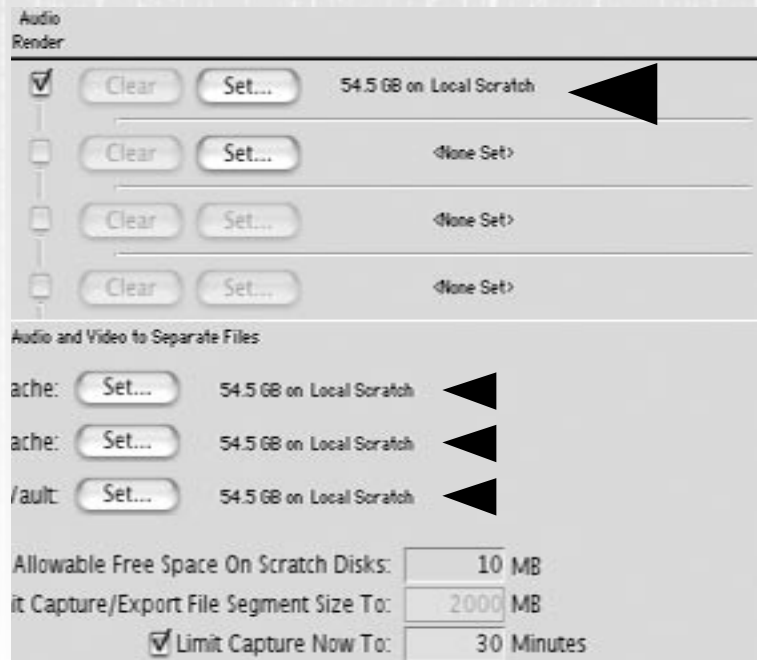 Audio
Render
Clear Set... 54.5 GB on Local Scratch
Clear Set... <None Set>
Clear Set... <None Set>
Clear Set... <None Set>
Audio and Video to Separate Files
ache: Set... 54.5 GB on Local Scratch
ache: Set... 54.5 GB on Local Scratch
Vault: Set... 54.5 GB on Local Scratch
Allowable Free Space On Scratch Disks: 10 MB
it Capture/Export File Segment Size To: 2000 MB
Limit Capture Now To: 30 Minutes